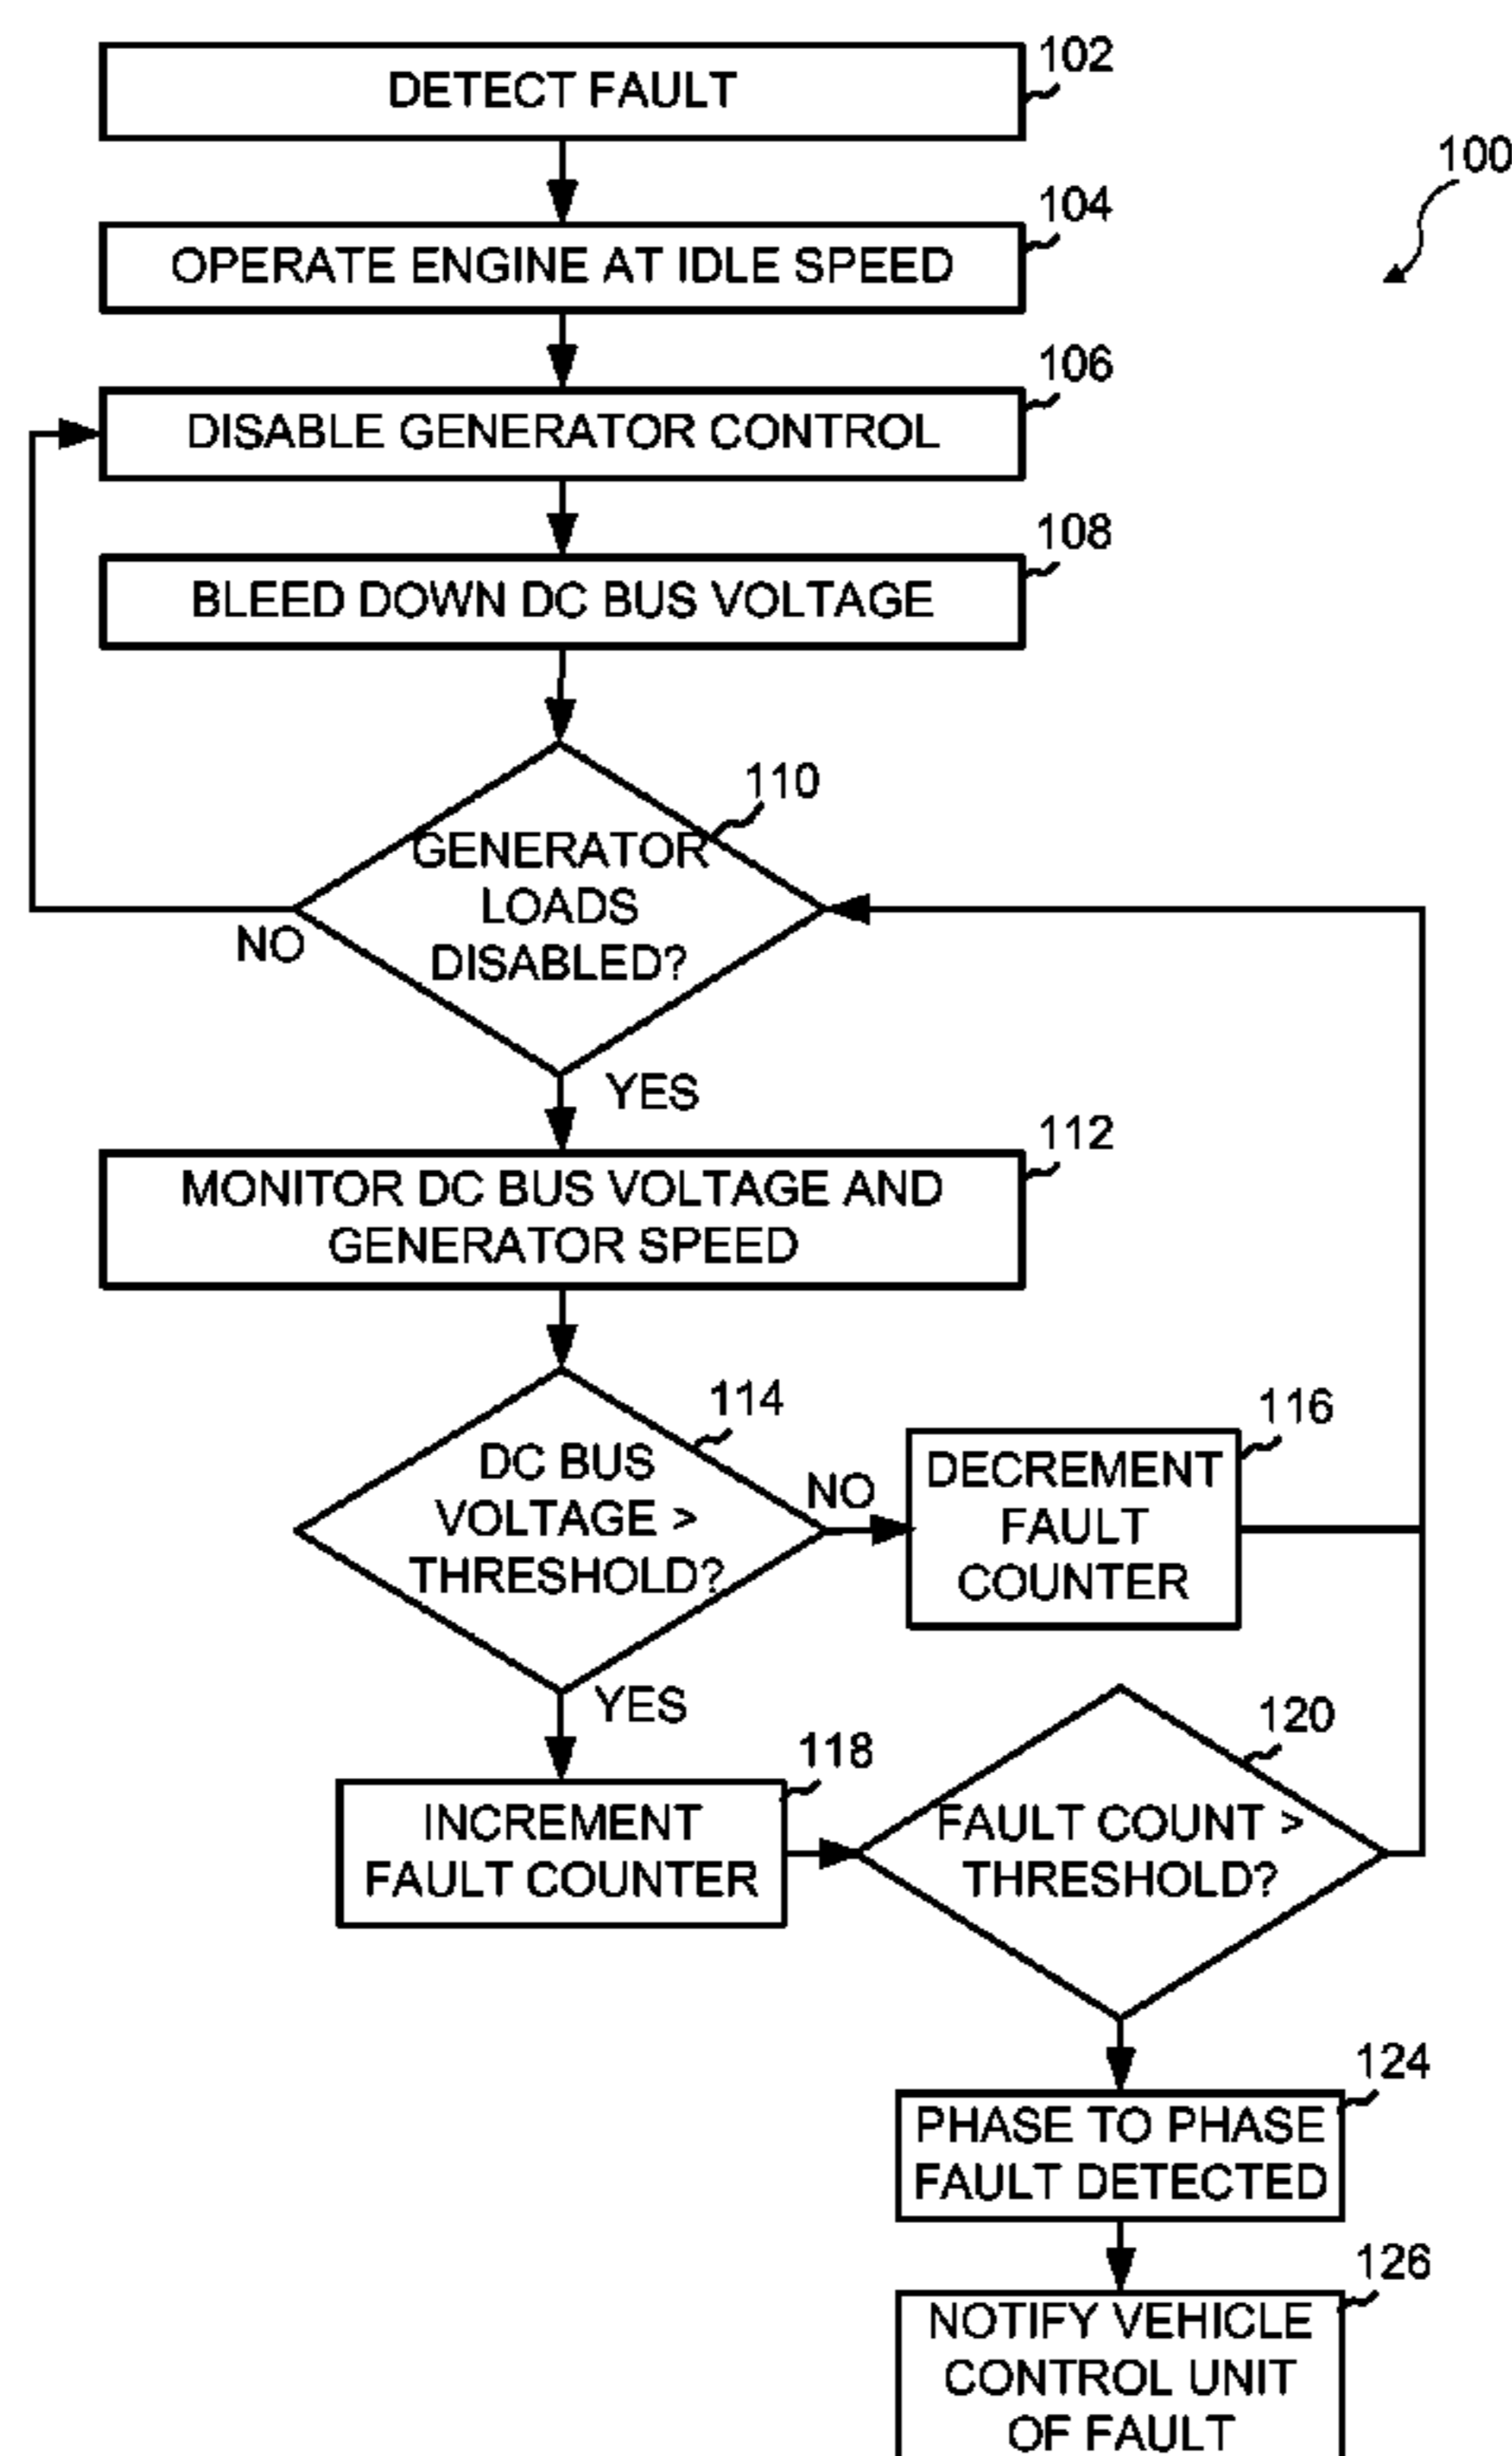 102
DETECT FAULT
100
104
OPERATE ENGINE AT IDLE SPEED
106
DISABLE GENERATOR CONTROL
108
BLEED DOWN DC BUS VOLTAGE
110
GENERATOR
LOADS
DISABLED?
NO
YES
112
MONITOR DC BUS VOLTAGE AND
GENERATOR SPEED
114
DC BUS
VOLTAGE >
THRESHOLD?
NO
116
DECREMENT
FAULT
COUNTER
YES
118
INCREMENT
FAULT COUNTER
120
FAULT COUNT >
THRESHOLD?
124
PHASE TO PHASE
FAULT DETECTED
126
NOTIFY VEHICLE
CONTROL UNIT
OF FAULT